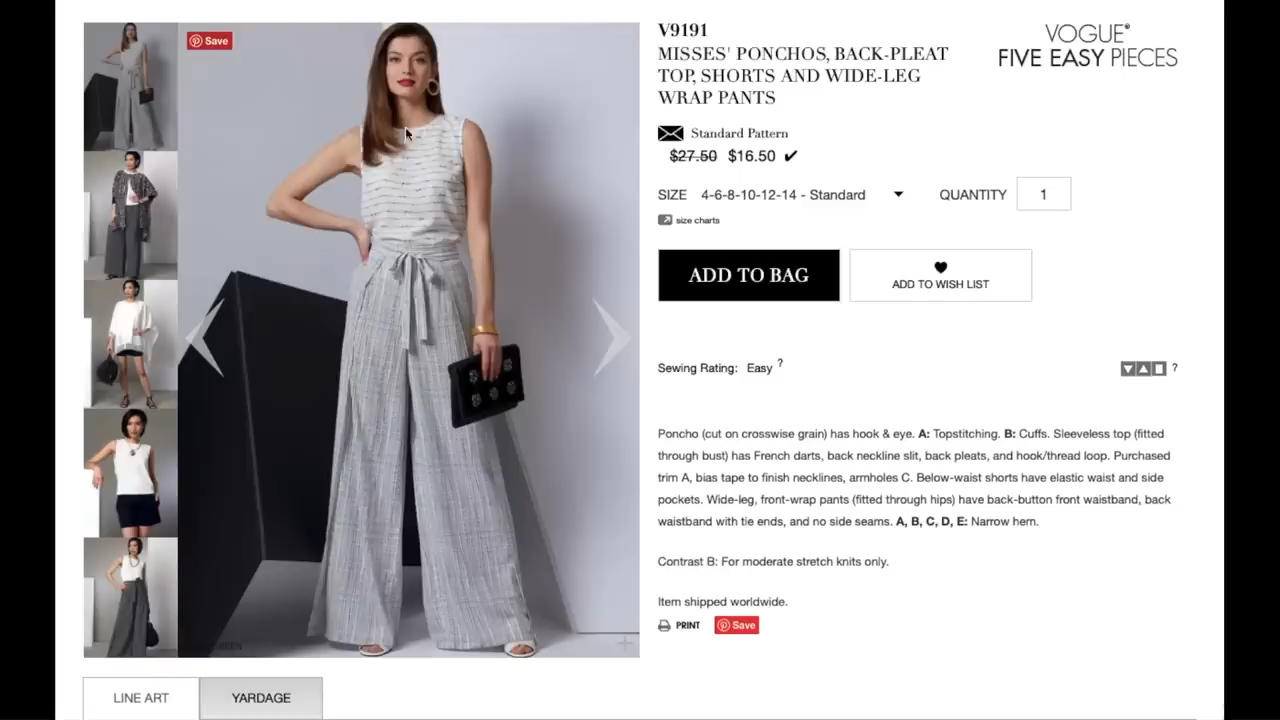 Save
V9191
MISSES' PONCHOS, BACK-PLEAT
TOP, SHORTS AND WIDE-LEG
WRAP PANTS
VOGUE®
FIVE EASY PIECES
Standard Pattern
$27.50 $16.50 ✔
SIZE 4-6-8-10-12-14 - Standard
QUANTITY 1
size charts
ADD TO BAG
ADD TO WISH LIST
Sewing Rating: Easy ?
?
Poncho (cut on crosswise grain) has hook & eye. A: Topstitching. B: Cuffs. Sleeveless top (fitted
through bust) has French darts, back neckline slit, back pleats, and hook/thread loop. Purchased
trim A, bias tape to finish necklines, armholes C. Below-waist shorts have elastic waist and side
pockets. Wide-leg, front-wrap pants (fitted through hips) have back-button front waistband, back
waistband with tie ends, and no side seams. A, B, C, D, E: Narrow hem.
Contrast B: For moderate stretch knits only.
Item shipped worldwide.
PRINT Save
LINE ART YARDAGE